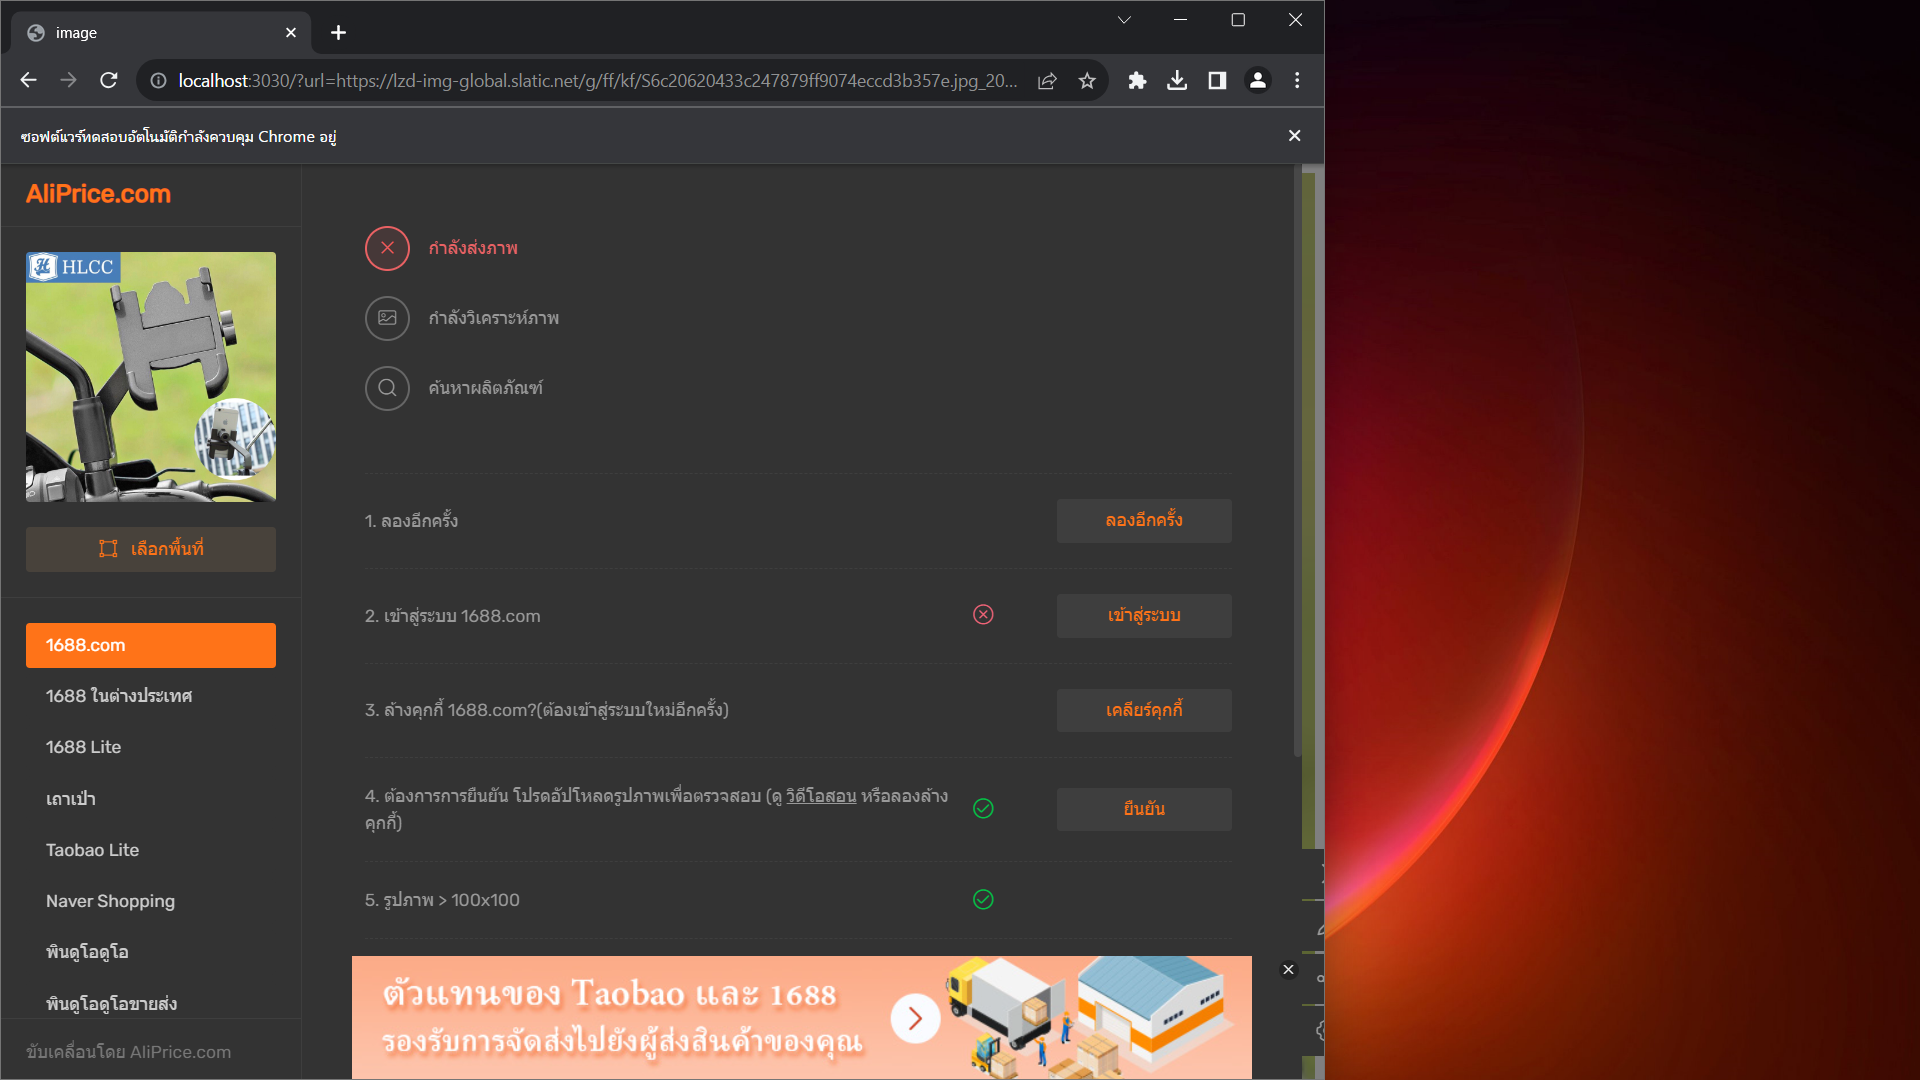 image
localhost:3030/?url=https://lzd-img-global.slatic.net/g/ff/kf/S6c20620433c247879ff9074eccd3b357e.jpg_20...
ซอฟต์แวร์ทดสอบอัตโนมัติกำลังควบคุม Chrome อยู่
AliPrice.com
HLCC
เลือกพื้นที่
1688.com
1688 ในต่างประเทศ
1688 Lite
เถาเป่า
Taobao Lite
Naver Shopping
พินดูโอดูโอ
พินดูโอดูโอขายส่ง
ขับเคลื่อนโดย AliPrice.com
กำลังส่งภาพ
กำลังวิเคราะห์ภาพ
ค้นหาผลิตภัณฑ์
1. ลองอีกครั้ง
ลองอีกครั้ง
2. เข้าสู่ระบบ 1688.com
เข้าสู่ระบบ
3. ล้างคุกกี้ 1688.com?(ต้องเข้าสู่ระบบใหม่อีกครั้ง)
เคลียร์คุกกี้
4. ต้องการการยืนยัน โปรดอัปโหลดรูปภาพเพื่อตรวจสอบ (ดู วิดีโอสอน หรือลองล้าง
คุกกี้)
ยืนยัน
5. รูปภาพ > 100x100
ตัวแทนของ Taobao และ 1688
รองรับการจัดส่งไปยังผู้ส่งสินค้าของคุณ